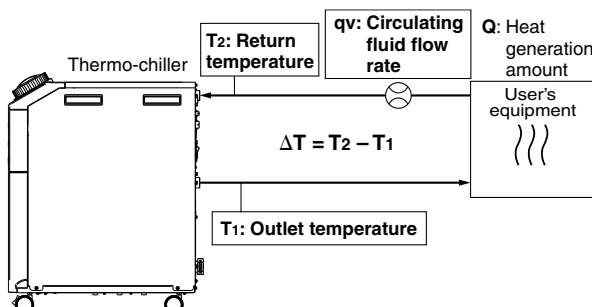 Thermo-chiller
T2: Return
temperature
qv: Circulating
fluid flow
rate
Q: Heat
generation
amount
User's
equipment
ΔT = T2 – T1
T1: Outlet temperature